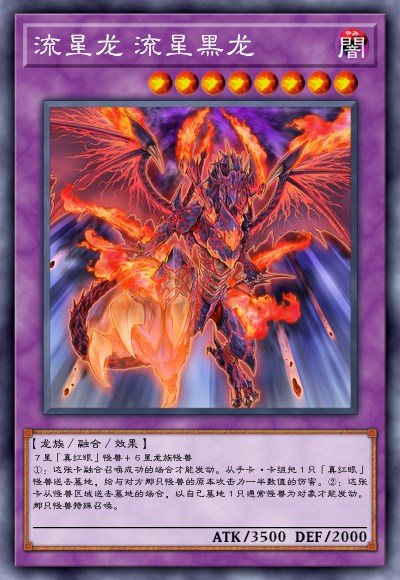 流星龙 流星黑龙
やみ
闇
【龙族/融合/效果】
7星「真红眼」怪兽+6星龙族怪兽
①:这张卡融合召唤成功的场合才能发动。从手卡·卡组把1只「真红眼」
怪兽送去墓地,给与对方那只怪兽的原本攻击力一半数值的伤害。②:这张
卡从怪兽区域送去墓地的场合,以自己墓地1只通常怪兽为对象才能发动。
那只怪兽特殊召唤。
ATK/3500 DEF/2000